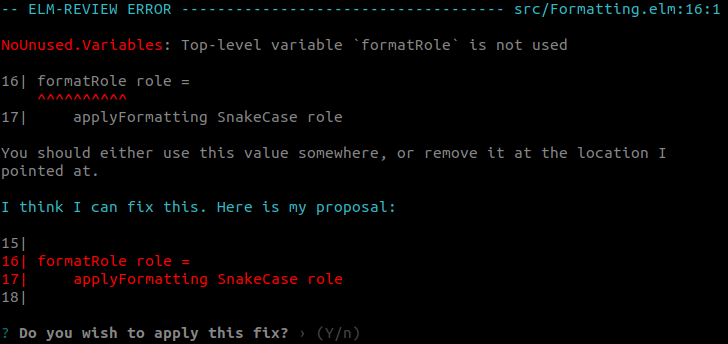 -- ELM-REVIEW ERROR -------------------------------------- src/Formatting.elm:16:1
NoUnused.Variables: Top-level variable `formatRole` is not used
16| formatRole role =
^^^^^^^^^^
17|     applyFormatting SnakeCase role
You should either use this value somewhere, or remove it at the location I
pointed at.
I think I can fix this. Here is my proposal:
15|
16| formatRole role =
17|     applyFormatting SnakeCase role
18|
? Do you wish to apply this fix? › (Y/n)